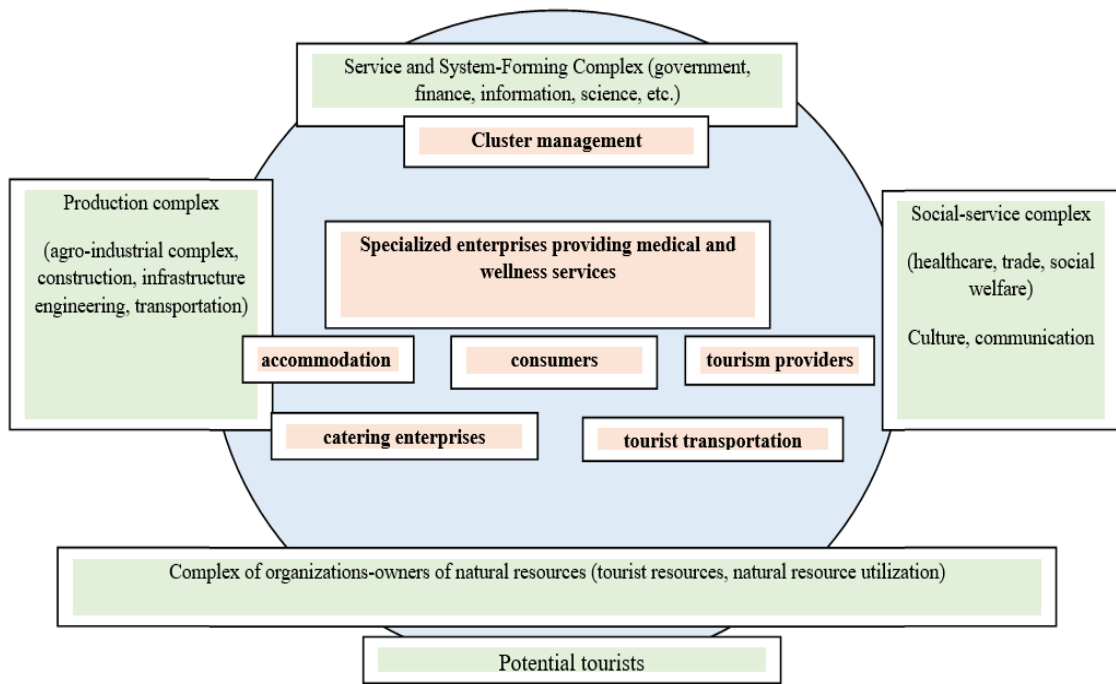 Service and System-Forming Complex (government,
finance, information, science, etc.)
Cluster management
Production complex
(agro-industrial complex,
construction, infrastructure
engineering, transportation)
Specialized enterprises providing medical and
wellness services
Social-service complex
(healthcare, trade, social
welfare)
Culture, communication
accommodation
consumers
tourism providers
catering enterprises
tourist transportation
Complex of organizations-owners of natural resources (tourist resources, natural resource utilization)
Potential tourists